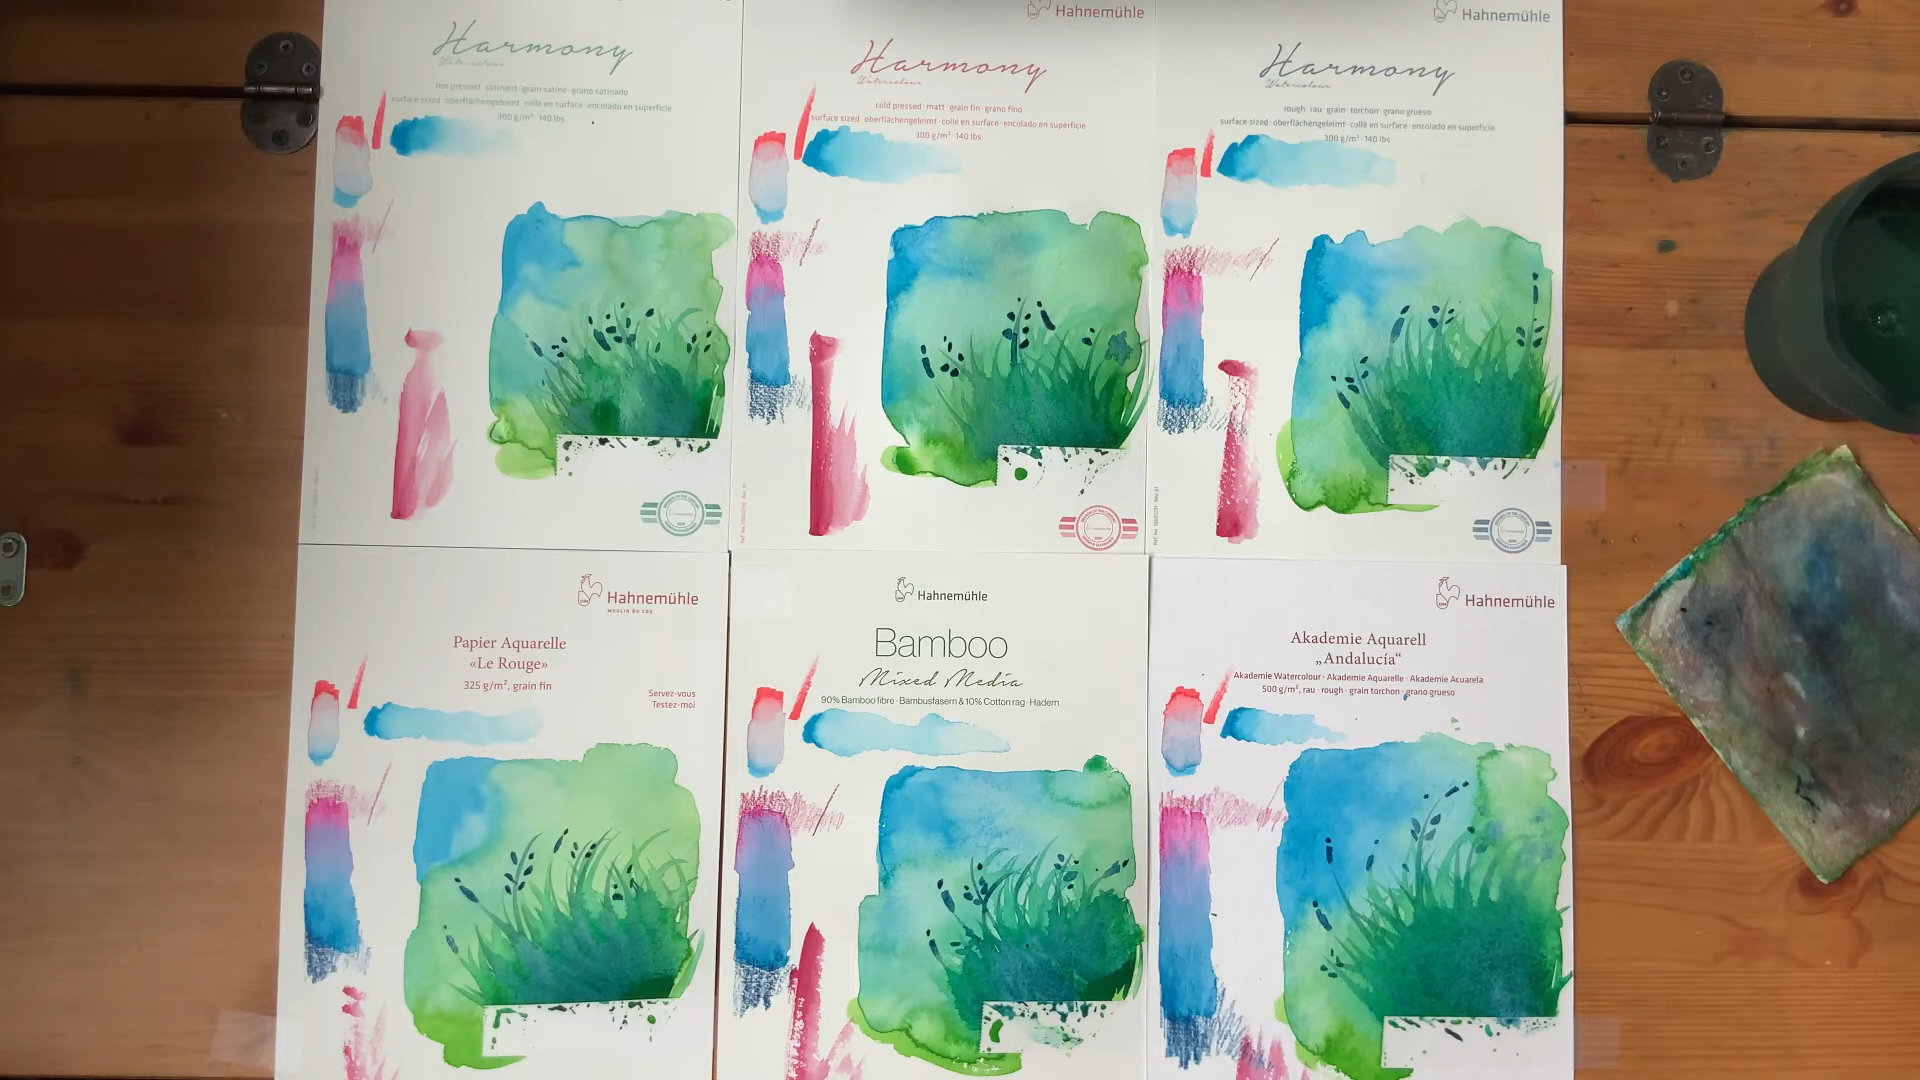 Harmony
Watercolour
hot pressed · satiniert · grain satiné · grano satinado
surface sized · oberflächengeleimt · collé en surface · encolado en superficie
300 g/m² · 140 lbs
Hahnemühle
Harmony
Watercolour
cold pressed · matt · grain fin · grano fino
surface sized · oberflächengeleimt · collé en surface · encolado en superficie
300 g/m² · 140 lbs
Hahnemühle
Harmony
Watercolour
rough · rau · grain torchon · grano grueso
surface sized · oberflächengeleimt · collé en surface · encolado en superficie
300 g/m² · 140 lbs
Hahnemühle
MOULIN DU COQ
Papier Aquarelle
«Le Rouge»
325 g/m², grain fin
Servez-vous
Testez-moi
Hahnemühle
Bamboo
Mixed Media
90% Bamboo fibre · Bambusfasern & 10% Cotton rag · Hadern
Hahnemühle
Akademie Aquarell
„Andalucía“
Akademie Watercolour · Akademie Aquarelle · Akademie Acuarela
500 g/m², rau · rough · grain torchon · grano grueso